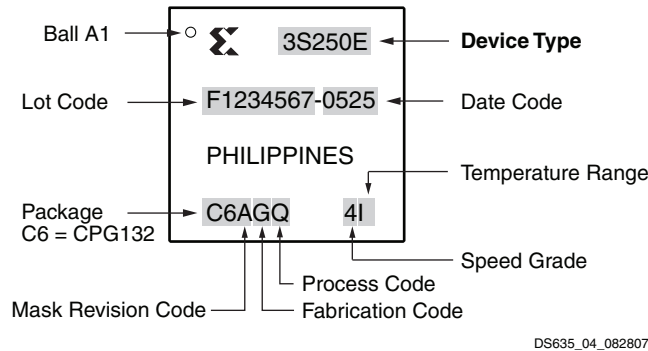 Ball A1
3S250E
Device Type
Lot Code
F1234567-0525
Date Code
PHILIPPINES
Temperature Range
Package
C6 = CPG132
C6AGQ
4I
Speed Grade
Process Code
Mask Revision Code
Fabrication Code
DS635_04_082807